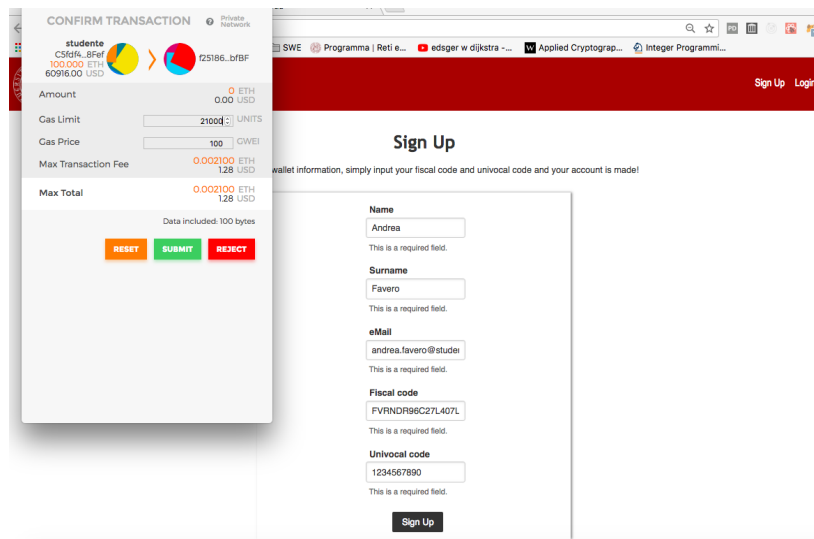 CONFIRM TRANSACTION
Private
Network
studente
C5fdf4...8Fef
100.000 ETH
60916.00 USD
f25186...bfBF
Amount
0 ETH
0.00 USD
Gas Limit
21000 UNITS
Gas Price
100 GWEI
Max Transaction Fee
0.002100 ETH
1.28 USD
Max Total
0.002100 ETH
1.28 USD
Data included: 100 bytes
RESET SUBMIT REJECT
SWE Programma | Reti e... edsger w dijkstra -... Applied Cryptograp... Integer Programmi...
Sign Up Login
Sign Up
wallet information, simply input your fiscal code and univocal code and your account is made!
Name
Andrea
This is a required field.
Surname
Favero
This is a required field.
eMail
andrea.favero@studen
This is a required field.
Fiscal code
FVRNDR96C27L407L
This is a required field.
Univocal code
1234567890
This is a required field.
Sign Up